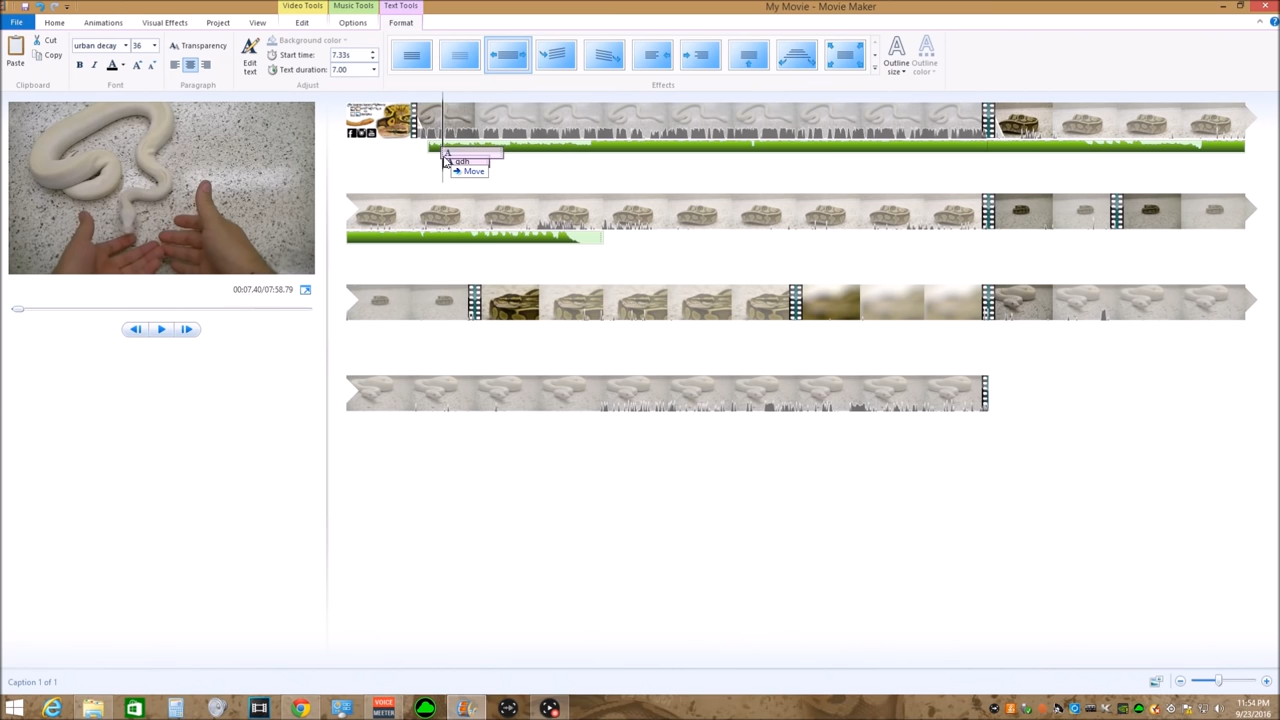 Video Tools Music Tools Text Tools My Movie - Movie Maker
File Home Animations Visual Effects Project View Edit Options Format
Paste Cut Copy Clipboard
urban decay 36 Font
B I A
Transparency Paragraph
Edit text
Background color
Start time: 7.33s
Text duration: 7.00
Adjust
Effects
Outline size
Outline color
A
qdh
Move
00:07.40/07:58.79
Caption 1 of 1
VOICE MEETER
11:54 PM
9/23/2016